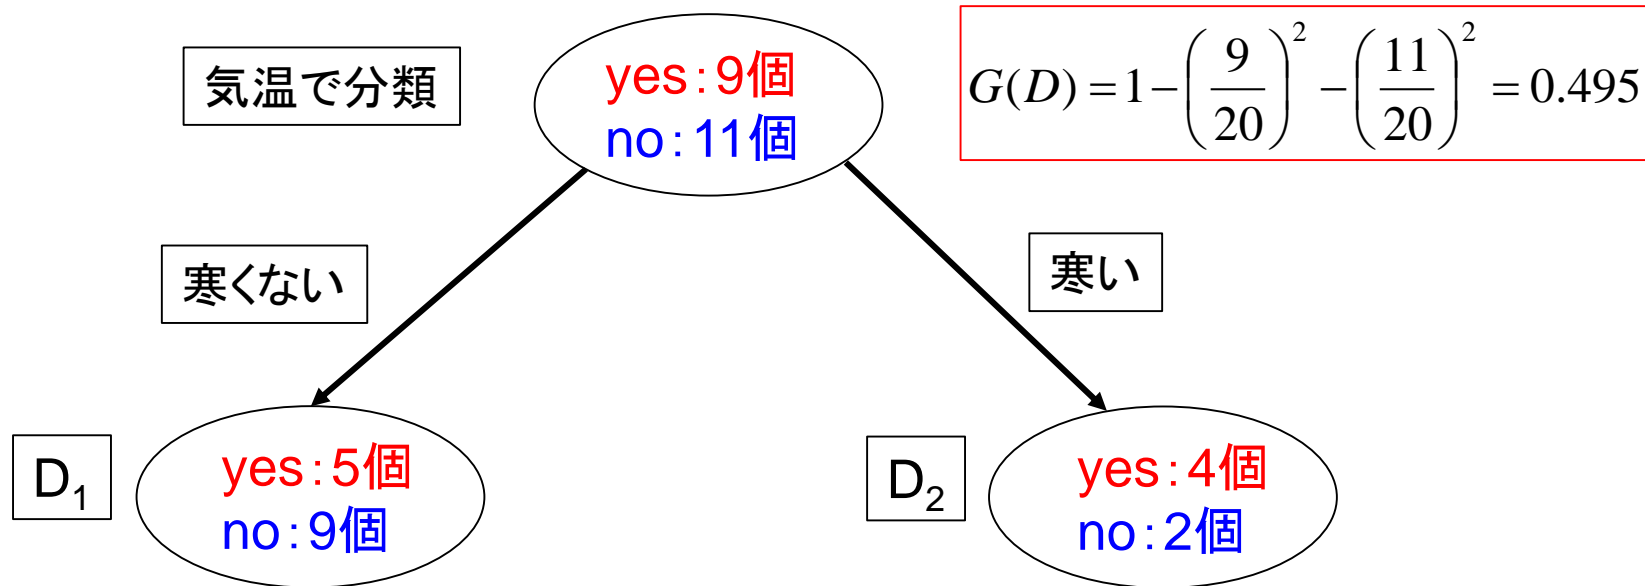 気温で分類
yes:9個
no:11個
G(D) = 1 − (9/20)² − (11/20)² = 0.495
寒くない
寒い
D₁
yes:5個
no:9個
D₂
yes:4個
no:2個